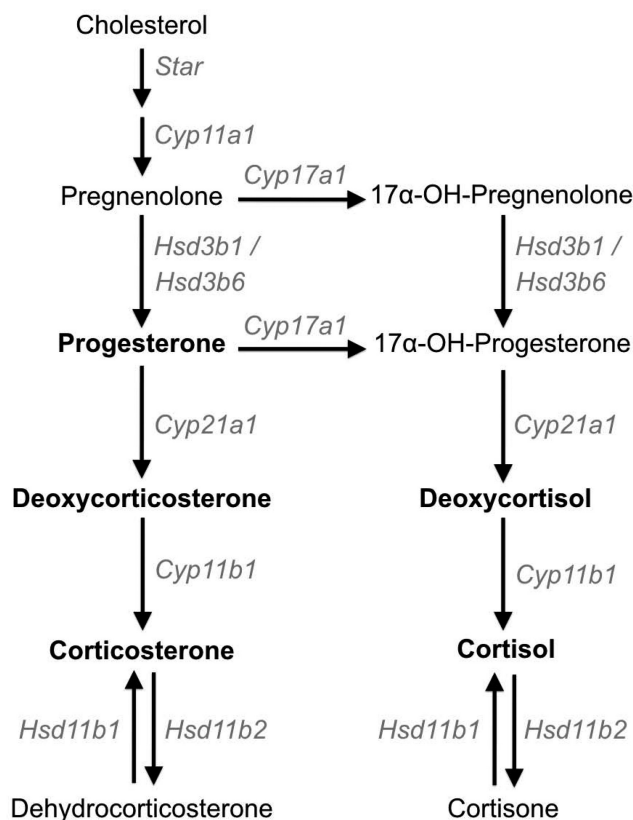 Cholesterol
Star
Cyp11a1
Cyp17a1
Pregnenolone
17α-OH-Pregnenolone
Hsd3b1 /
Hsd3b6
Hsd3b1 /
Hsd3b6
Cyp17a1
Progesterone
17α-OH-Progesterone
Cyp21a1
Cyp21a1
Deoxycorticosterone
Deoxycortisol
Cyp11b1
Cyp11b1
Corticosterone
Cortisol
Hsd11b1
Hsd11b2
Hsd11b1
Hsd11b2
Dehydrocorticosterone
Cortisone